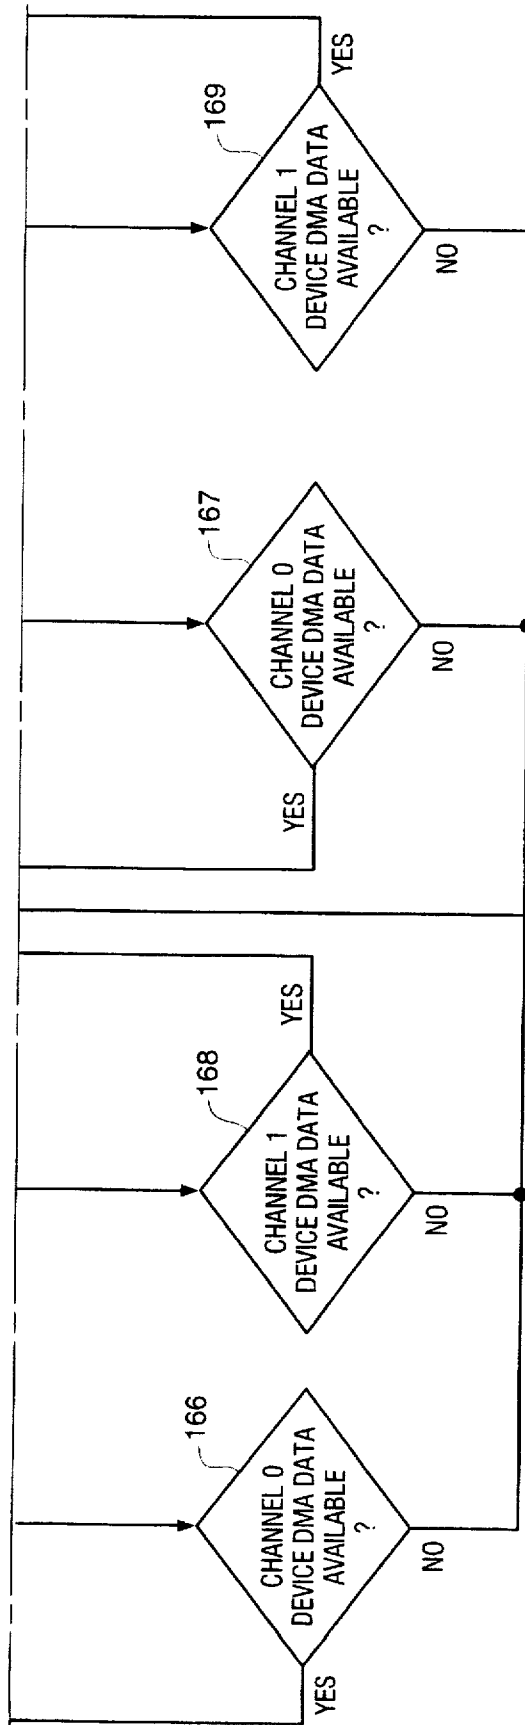 166
CHANNEL 0
DEVICE DMA DATA
AVAILABLE
?
YES
NO
168
CHANNEL 1
DEVICE DMA DATA
AVAILABLE
?
YES
NO
167
CHANNEL 0
DEVICE DMA DATA
AVAILABLE
?
YES
NO
169
CHANNEL 1
DEVICE DMA DATA
AVAILABLE
?
YES
NO